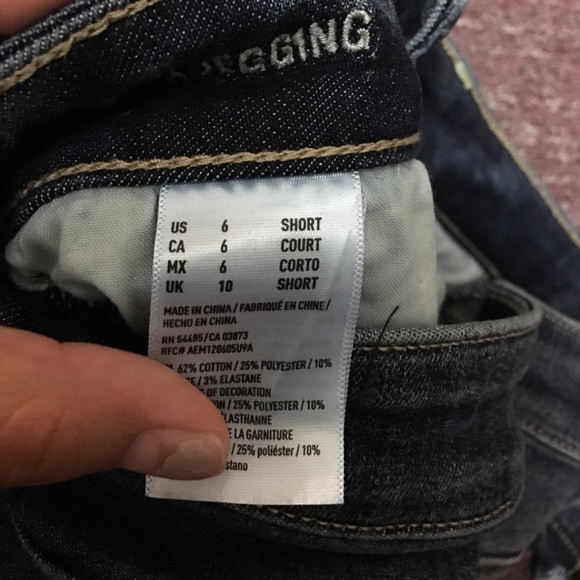 JEGGING
US 6 SHORT
CA 6 COURT
MX 6 CORTO
UK 10 SHORT
MADE IN CHINA / FABRIQUÉ EN CHINE /
HECHO EN CHINA
RN 54485/CA 03873
RFC# AEM120605U9A
62% COTTON / 25% POLYESTER / 10%
/ 3% ELASTANE
OF DECORATION
/ 25% POLYESTER / 10%
LASTHANNE
LA GARNITURE
/ 25% poliéster / 10%
stano